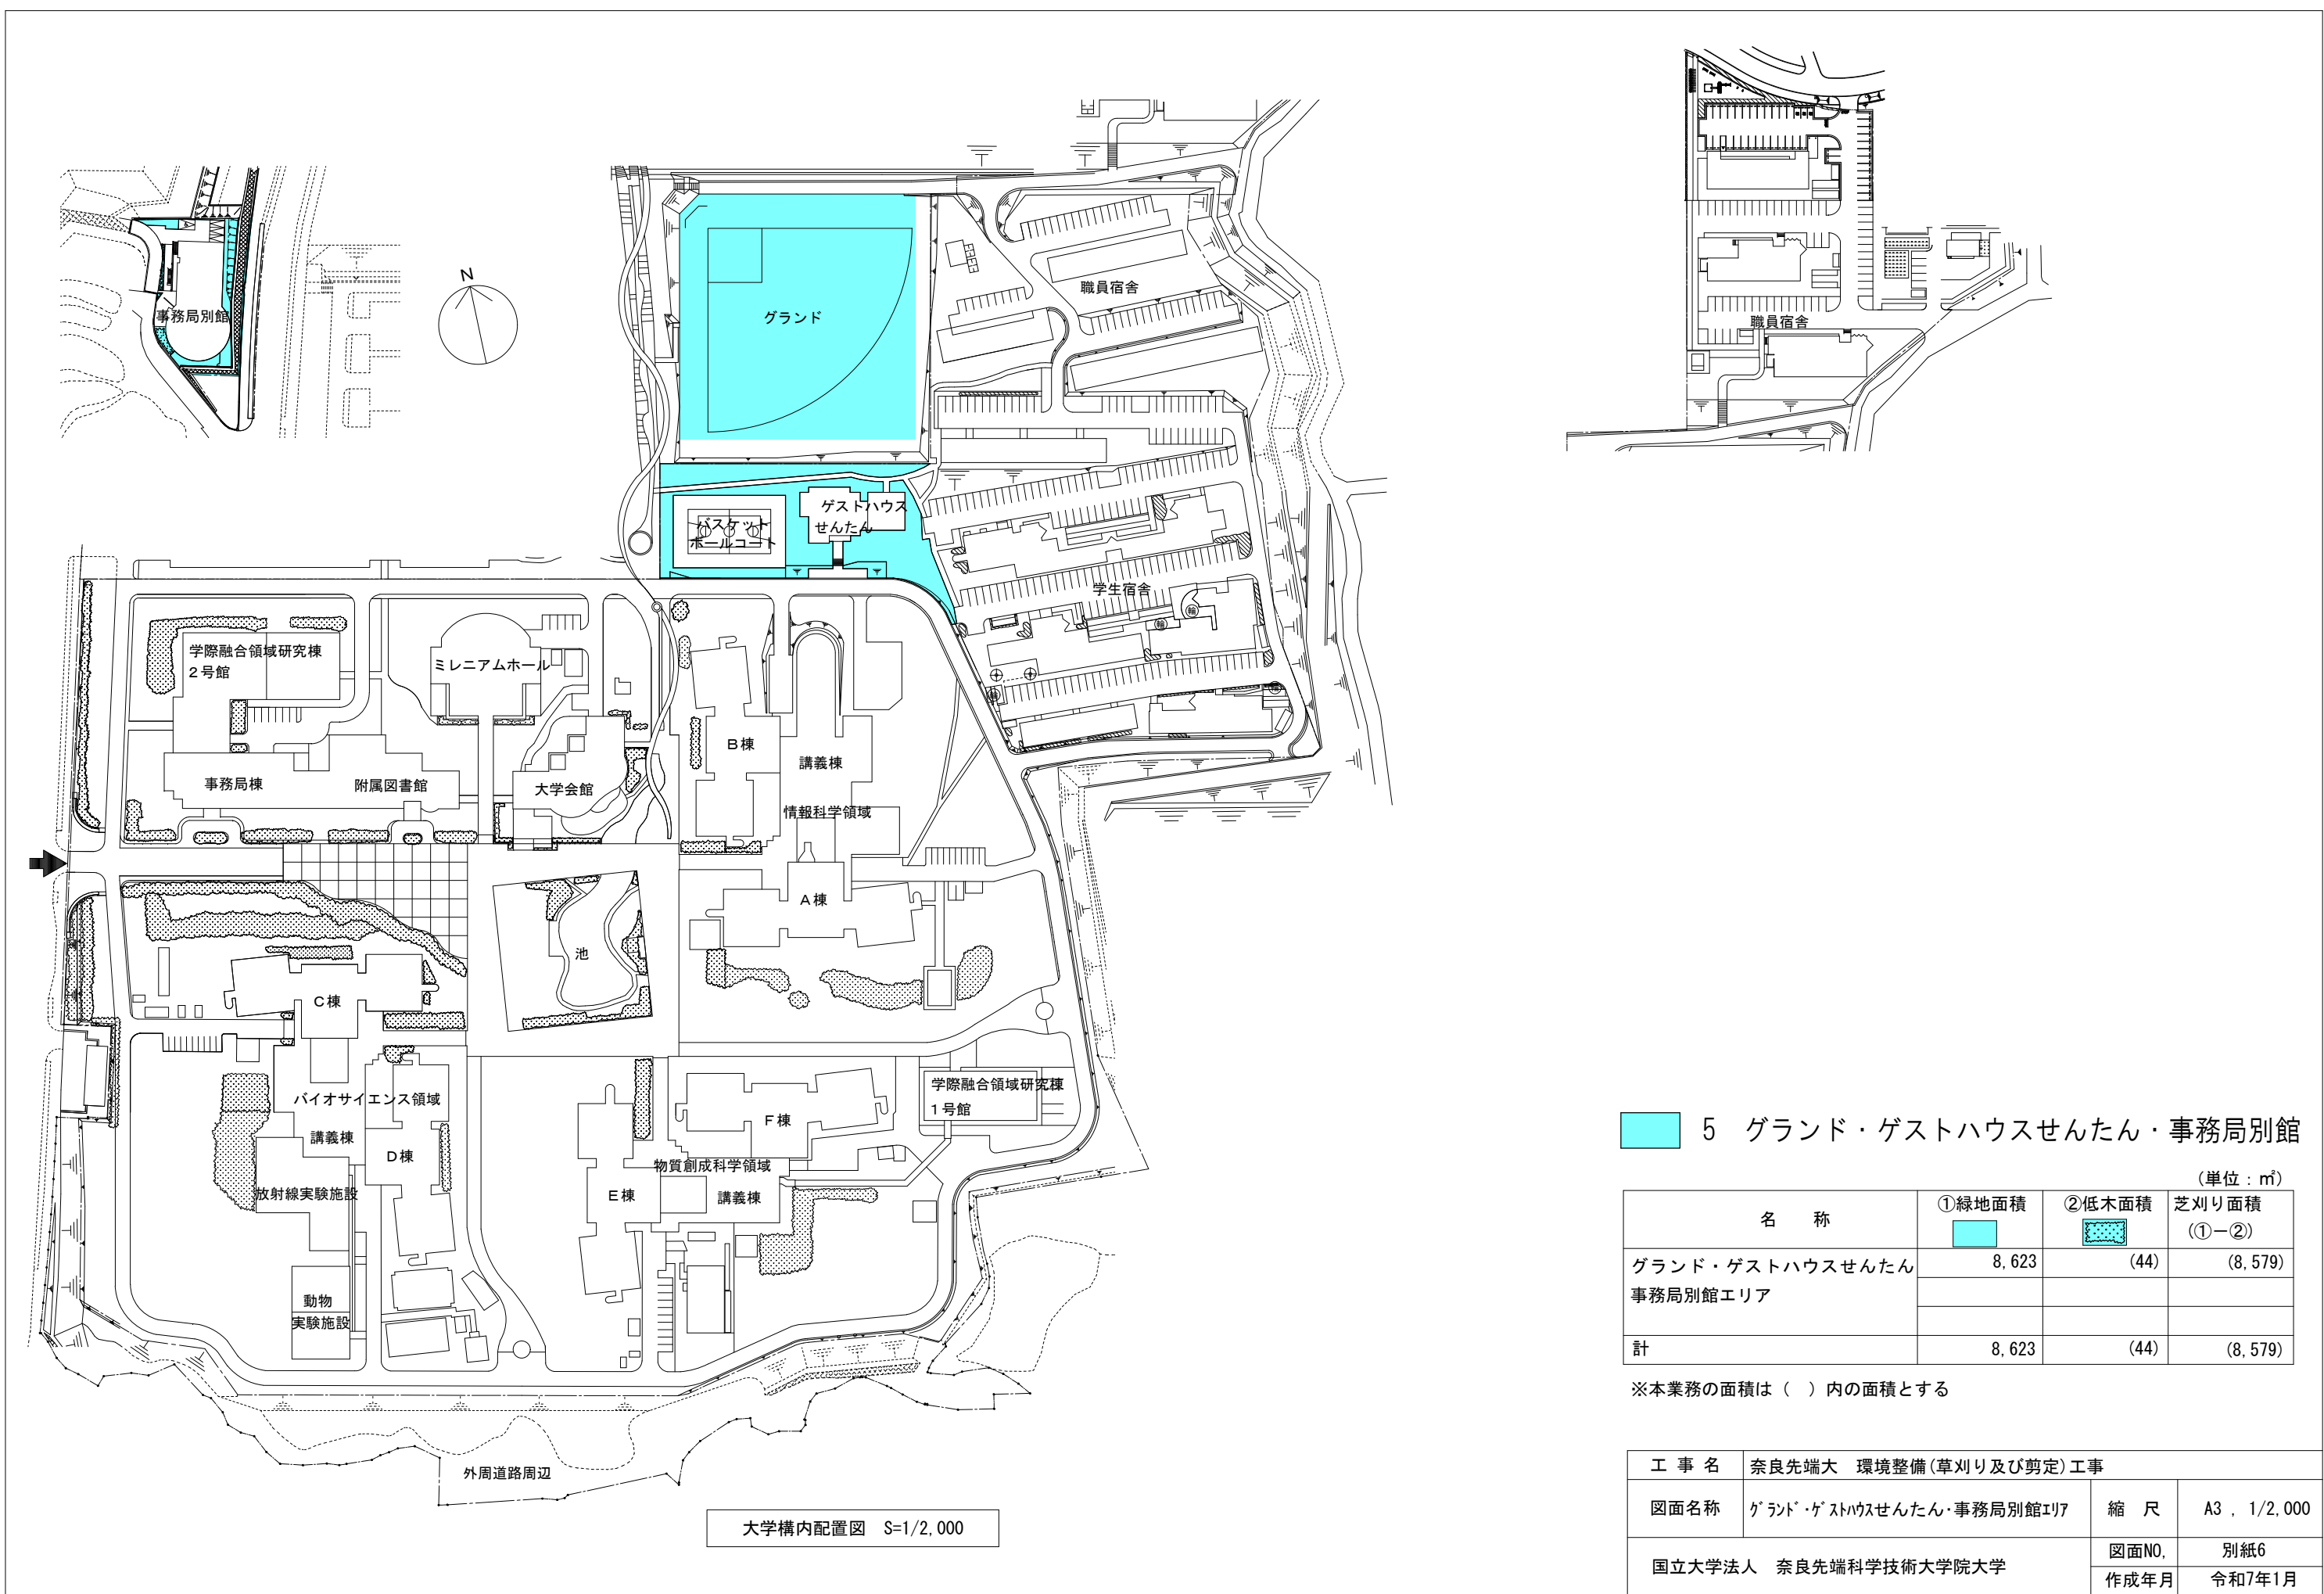 N
事務局別館
グランド
職員宿舎
職員宿舎
ゲストハウス
せんたん
バスケット
ボールコート
学生宿舎
輪
輪
輪
輪
学際融合領域研究棟
2号館
ミレニアムホール
事務局棟
附属図書館
大学会館
B棟
講義棟
情報科学領域
A棟
池
C棟
バイオサイエンス領域
講義棟
D棟
放射線実験施設
動物
実験施設
E棟
F棟
物質創成科学領域
講義棟
学際融合領域研究棟
1号館
外周道路周辺
大学構内配置図 S=1/2,000
5 グランド・ゲストハウスせんたん・事務局別館
(単位：㎡)
名 称 ①緑地面積 ②低木面積 芝刈り面積
(①－②)
グランド・ゲストハウスせんたん 8,623 (44) (8,579)
事務局別館エリア
計 8,623 (44) (8,579)
※本業務の面積は（ ）内の面積とする
工 事 名 奈良先端大 環境整備(草刈り及び剪定)工事
図面名称 ｸﾞﾗﾝﾄﾞ･ｹﾞｽﾄﾊｳｽせんたん･事務局別館ｴﾘｱ 縮 尺 A3 , 1/2,000
国立大学法人 奈良先端科学技術大学院大学 図面NO, 別紙6
作成年月 令和7年1月